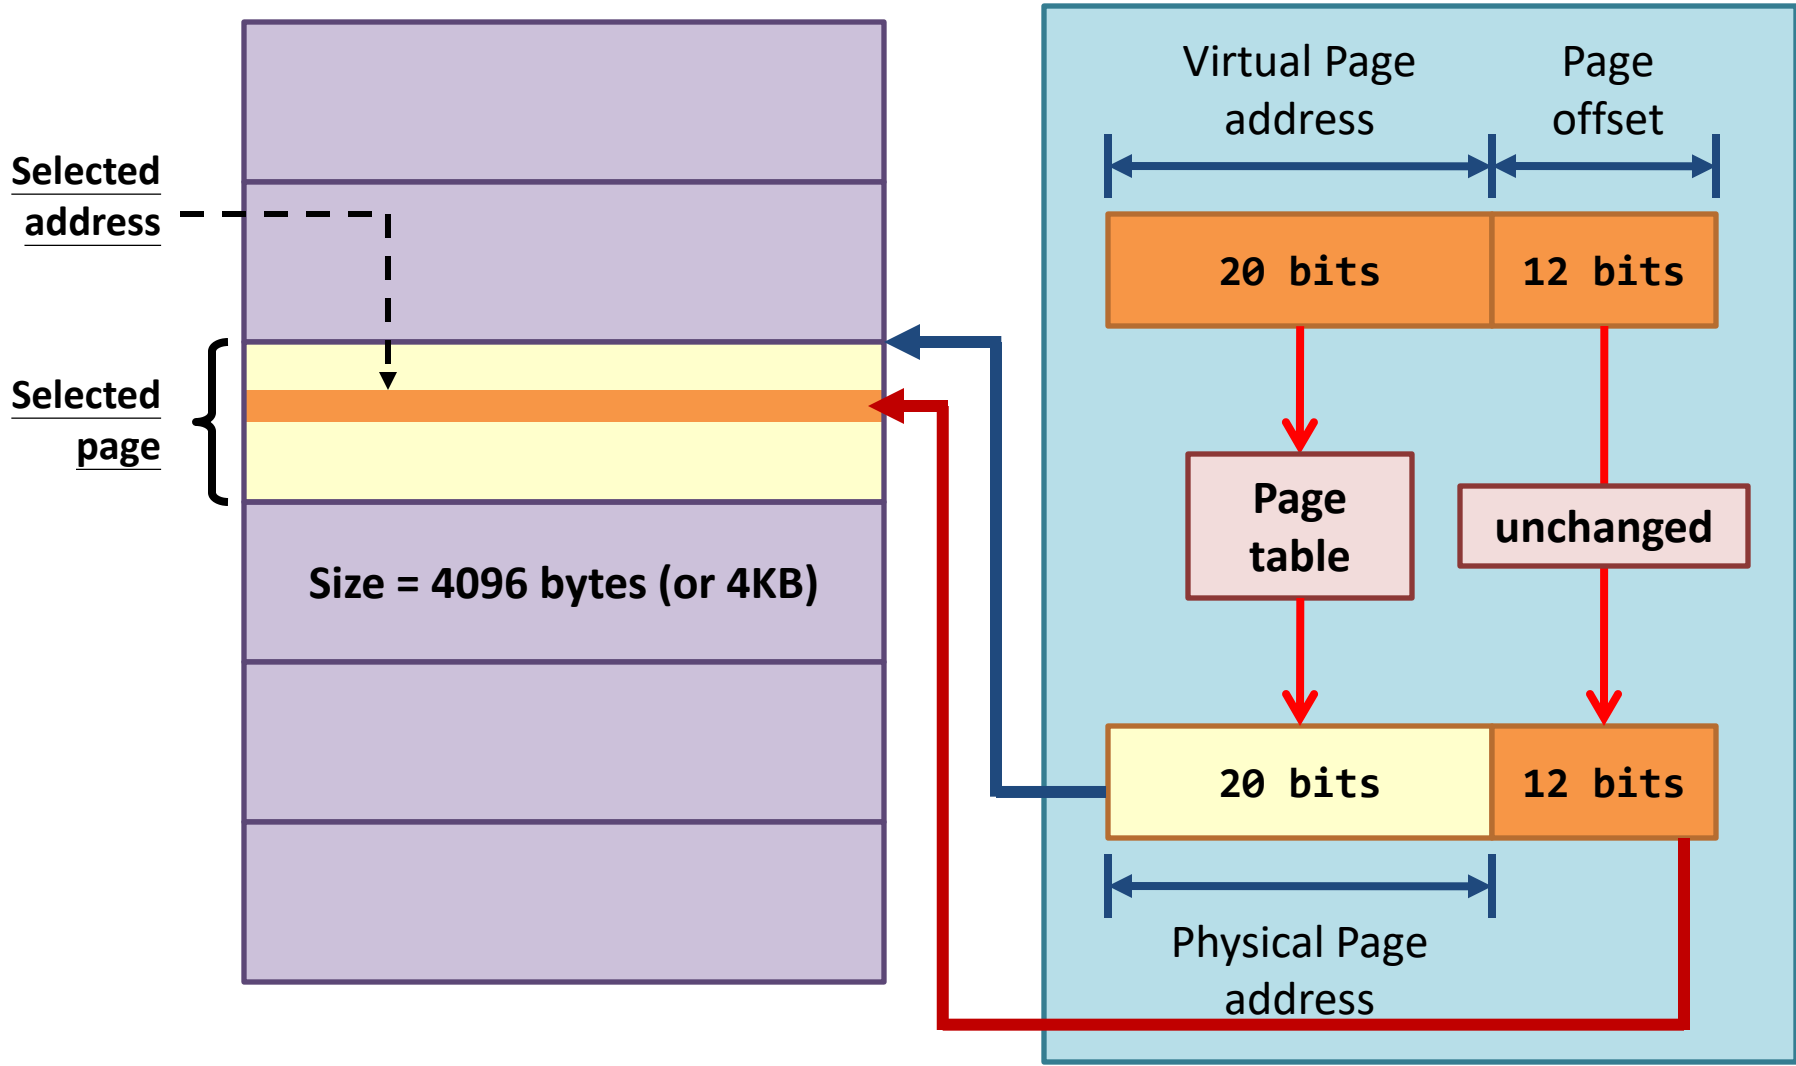 Selected
address
Selected
page
Size = 4096 bytes (or 4KB)
Virtual Page
address
Page
offset
20 bits
12 bits
Page
table
unchanged
20 bits
12 bits
Physical Page
address